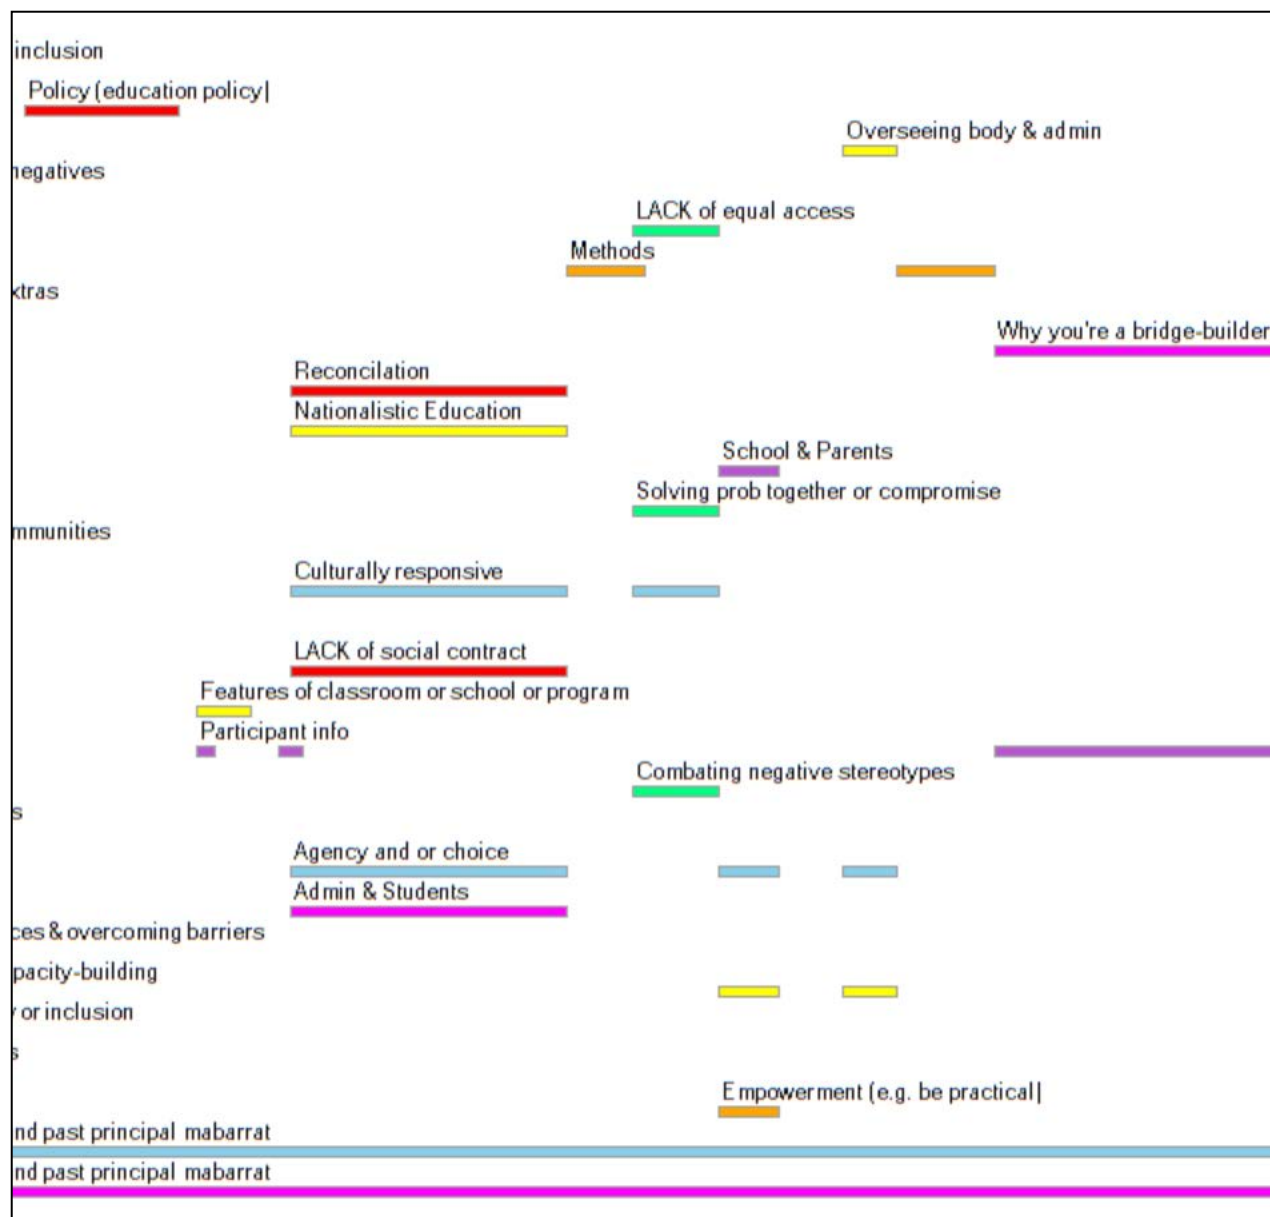 inclusion
Policy (education policy|
Overseeing body & admin
negatives
LACK of equal access
Methods
xtras
Why you're a bridge-builder
Reconcilation
Nationalistic Education
School & Parents
Solving prob together or compromise
mmunities
Culturally responsive
LACK of social contract
Features of classroom or school or program
Participant info
Combating negative stereotypes
s
Agency and or choice
Admin & Students
ces & overcoming barriers
pacity-building
or inclusion
s
Empowerment (e.g. be practical|
nd past principal mabarrat
nd past principal mabarrat